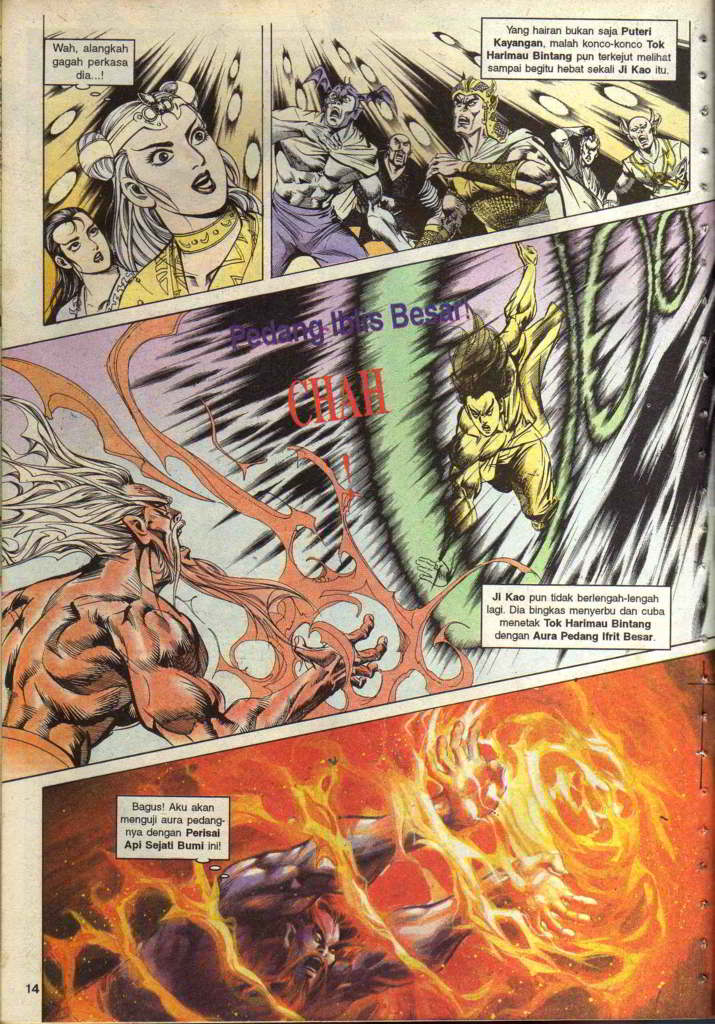 Wah, alangkah
gagah perkasa
dia...!
Yang hairan bukan saja Puteri
Kayangan, malah konco-konco Tok
Harimau Bintang pun terkejut melihat
sampai begitu hebat sekali Ji Kao itu.
Pedang Iblis Besar!
CHAH
!
Ji Kao pun tidak berlengah-lengah
lagi. Dia bingkas menyerbu dan cuba
menetak Tok Harimau Bintang
dengan Aura Pedang Ifrit Besar.
Bagus! Aku akan
menguji aura pedang-
nya dengan Perisai
Api Sejati Bumi ini!
14